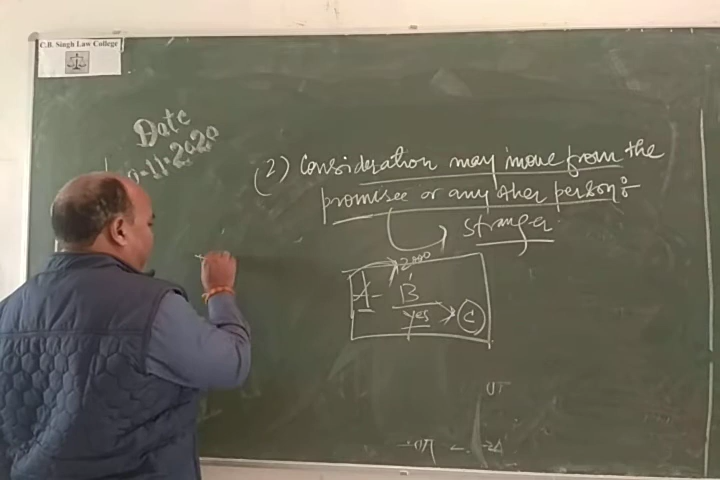 C.B. Singh Law College
Date
11.2020
(2) Consideration may move from the
promisee or any other person:-
stranger
2000
A- B
yes C